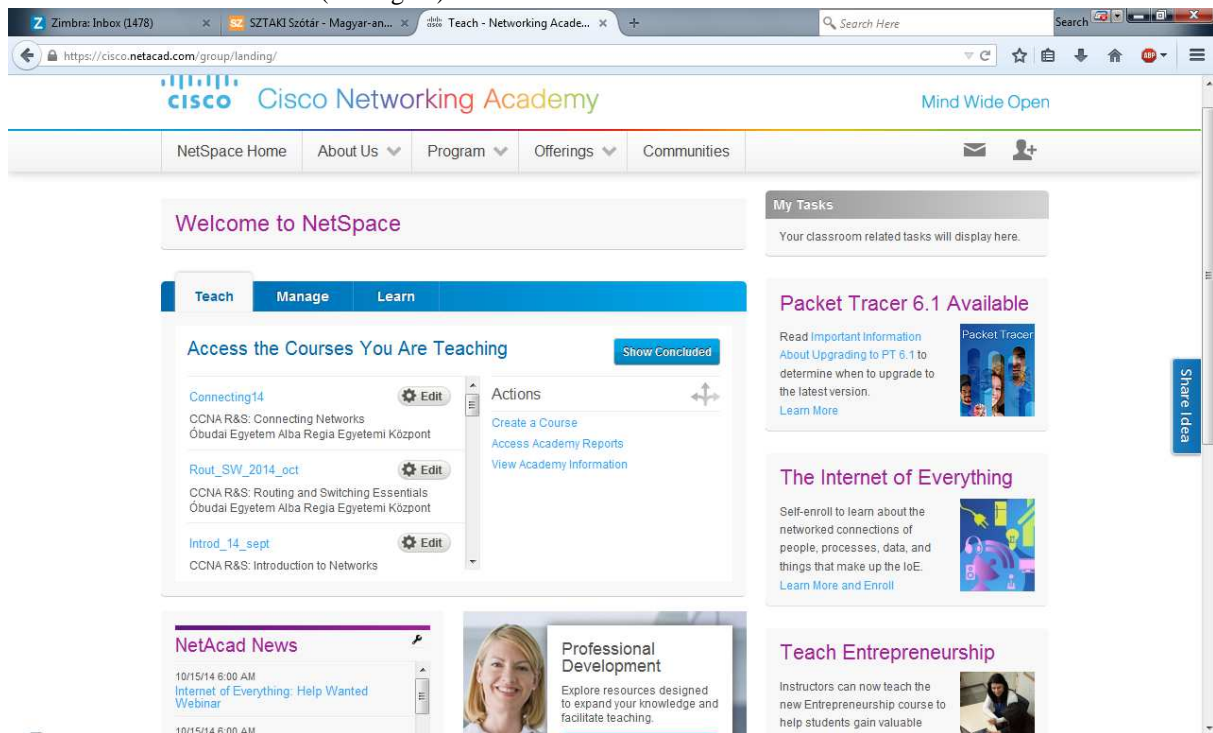 Zimbra: Inbox (1478)
SZTAKI Szótár - Magyar-an...
Teach - Networking Acade...
Search Here
Search
https://cisco.netacad.com/group/landing/
ABP
CISCO Cisco Networking Academy
Mind Wide Open
NetSpace Home
About Us
Program
Offerings
Communities
Welcome to NetSpace
Teach
Manage
Learn
Access the Courses You Are Teaching
Show Concluded
Connecting14
Edit
CCNA R&S: Connecting Networks
Óbudai Egyetem Alba Regia Egyetemi Központ
Rout_SW_2014_oct
Edit
CCNA R&S: Routing and Switching Essentials
Óbudai Egyetem Alba Regia Egyetemi Központ
Introd_14_sept
Edit
CCNA R&S: Introduction to Networks
Actions
Create a Course
Access Academy Reports
View Academy Information
NetAcad News
10/15/14 6:00 AM
Internet of Everything: Help Wanted
Webinar
10/15/14 6:00 AM
Professional
Development
Explore resources designed
to expand your knowledge and
facilitate teaching.
My Tasks
Your classroom related tasks will display here.
Packet Tracer 6.1 Available
Read Important Information
About Upgrading to PT 6.1 to
determine when to upgrade to
the latest version.
Learn More
Packet Tracer
The Internet of Everything
Self-enroll to learn about the
networked connections of
people, processes, data, and
things that make up the IoE.
Learn More and Enroll
Teach Entrepreneurship
Instructors can now teach the
new Entrepreneurship course to
help students gain valuable
Share Idea